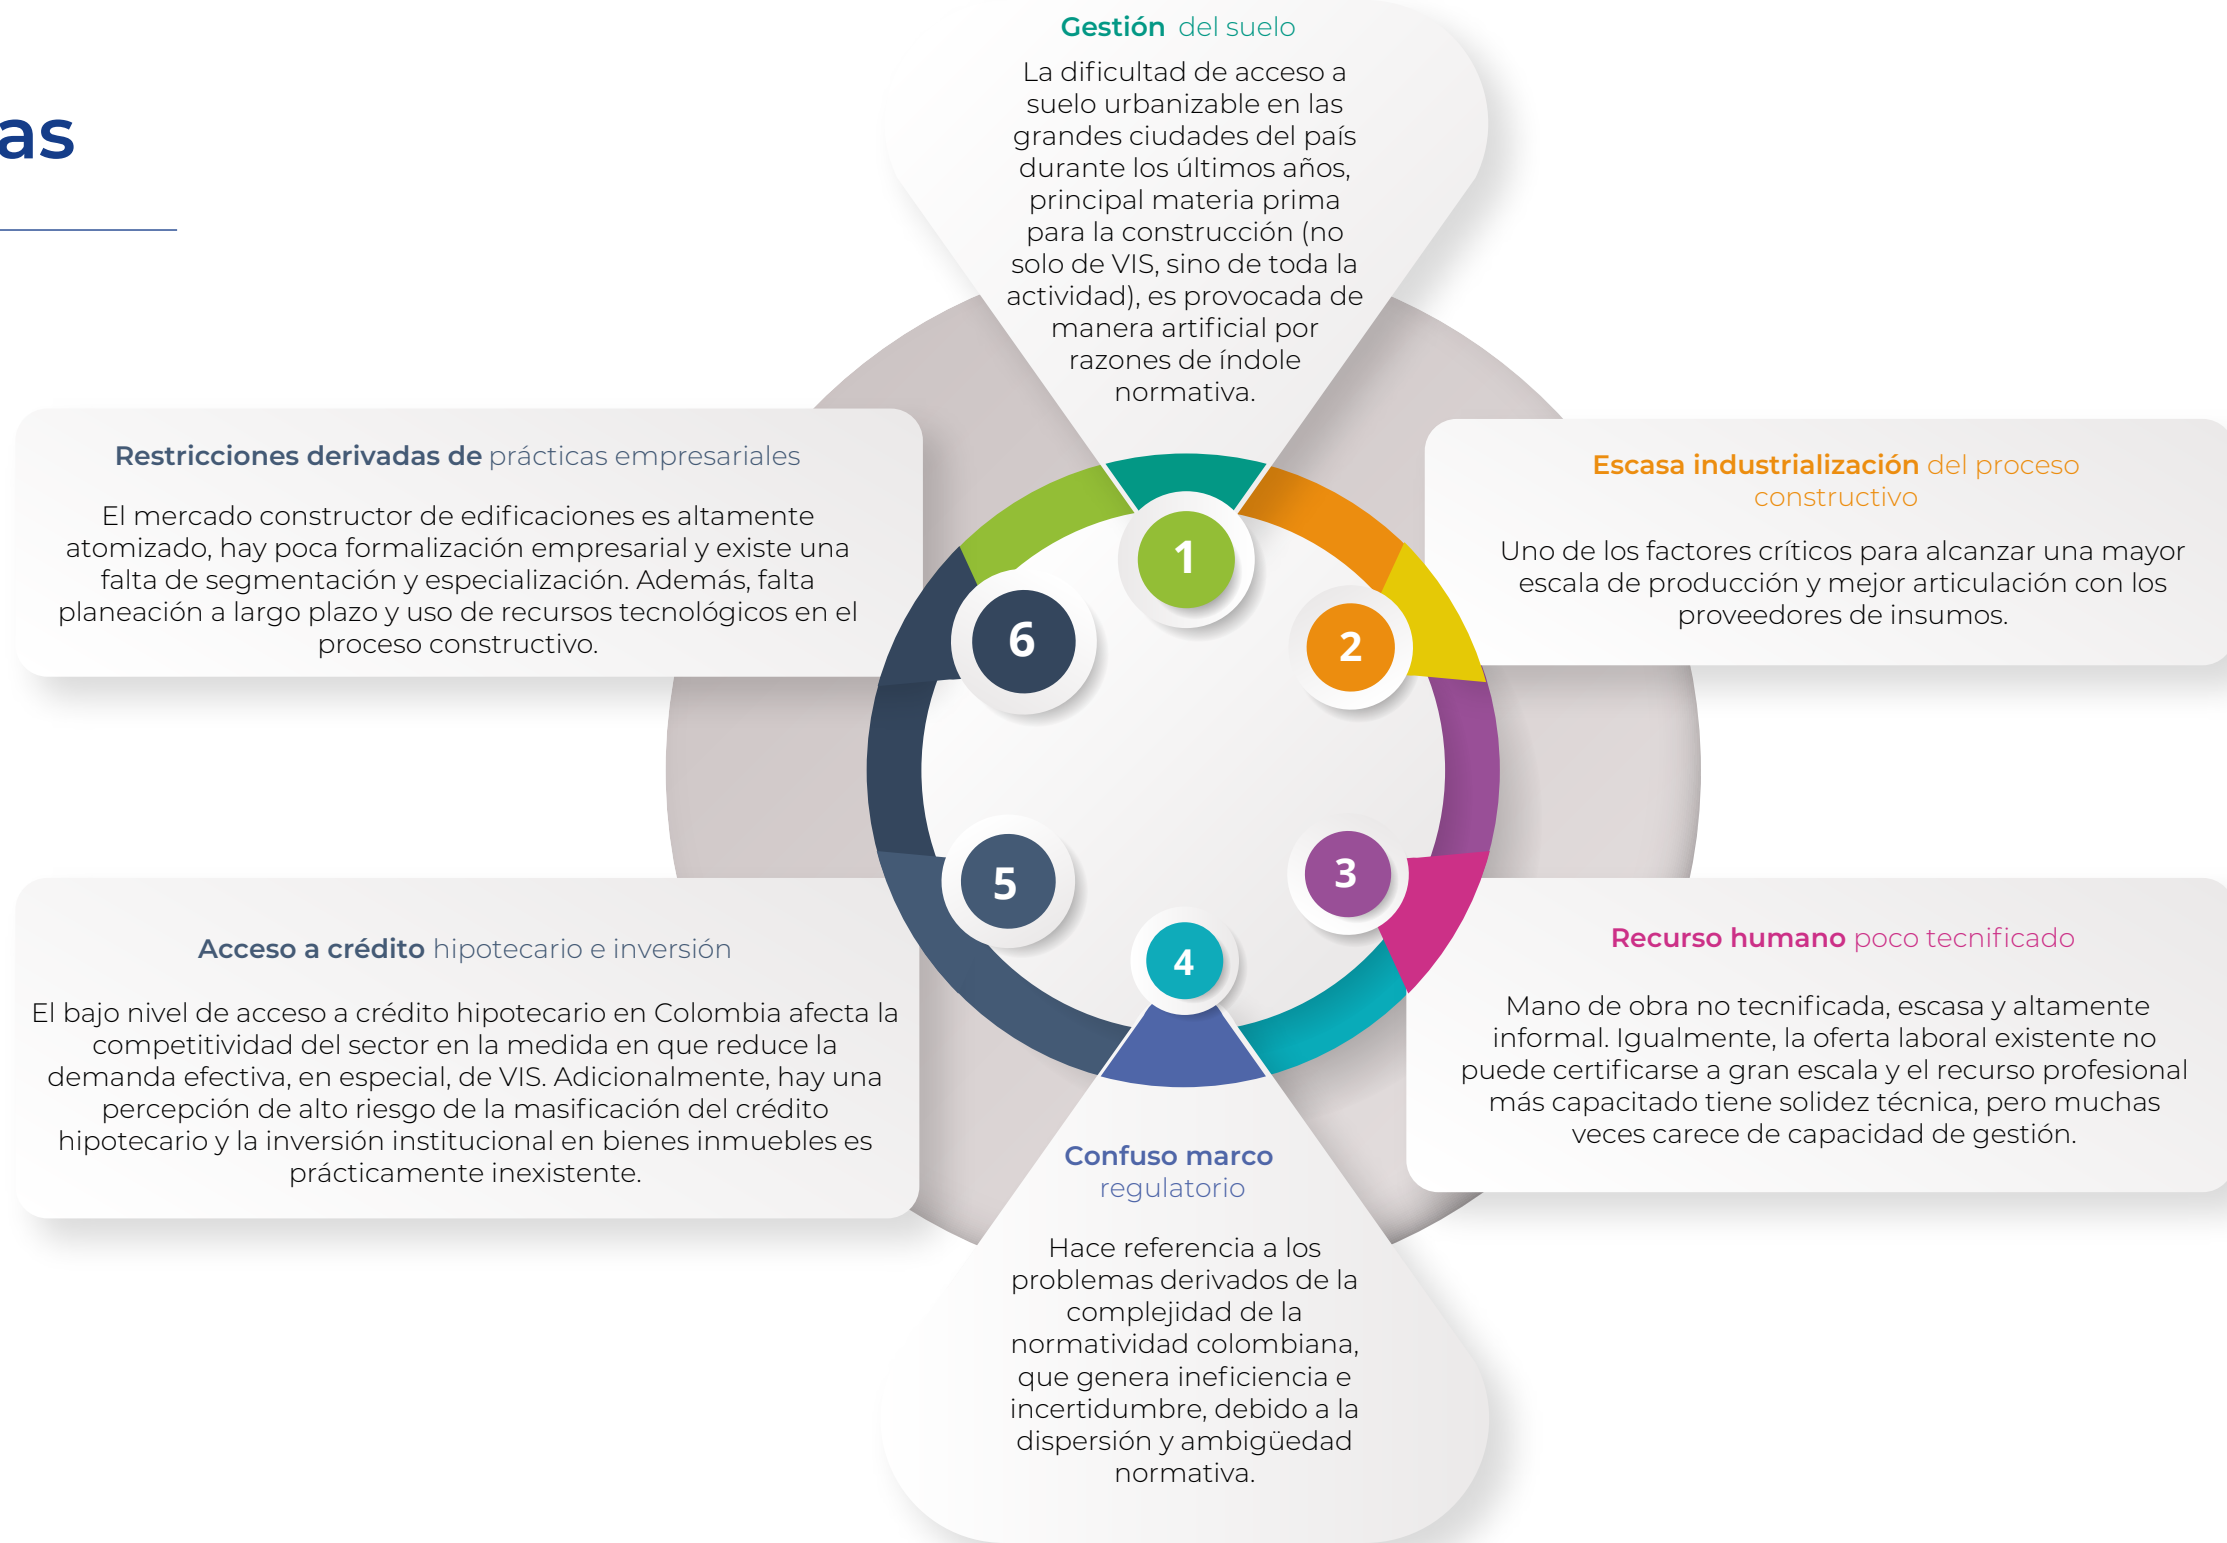 as
Gestión del suelo
La dificultad de acceso a
suelo urbanizable en las
grandes ciudades del país
durante los últimos años,
principal materia prima
para la construcción (no
solo de VIS, sino de toda la
actividad), es provocada de
manera artificial por
razones de índole
normativa.
1
Escasa industrialización del proceso
constructivo
Uno de los factores críticos para alcanzar una mayor
escala de producción y mejor articulación con los
proveedores de insumos.
2
Recurso humano poco tecnificado
Mano de obra no tecnificada, escasa y altamente
informal. Igualmente, la oferta laboral existente no
puede certificarse a gran escala y el recurso profesional
más capacitado tiene solidez técnica, pero muchas
veces carece de capacidad de gestión.
3
4
Confuso marco
regulatorio
Hace referencia a los
problemas derivados de la
complejidad de la
normatividad colombiana,
que genera ineficiencia e
incertidumbre, debido a la
dispersión y ambigüedad
normativa.
5
Acceso a crédito hipotecario e inversión
El bajo nivel de acceso a crédito hipotecario en Colombia afecta la
competitividad del sector en la medida en que reduce la
demanda efectiva, en especial, de VIS. Adicionalmente, hay una
percepción de alto riesgo de la masificación del crédito
hipotecario y la inversión institucional en bienes inmuebles es
prácticamente inexistente.
6
Restricciones derivadas de prácticas empresariales
El mercado constructor de edificaciones es altamente
atomizado, hay poca formalización empresarial y existe una
falta de segmentación y especialización. Además, falta
planeación a largo plazo y uso de recursos tecnológicos en el
proceso constructivo.